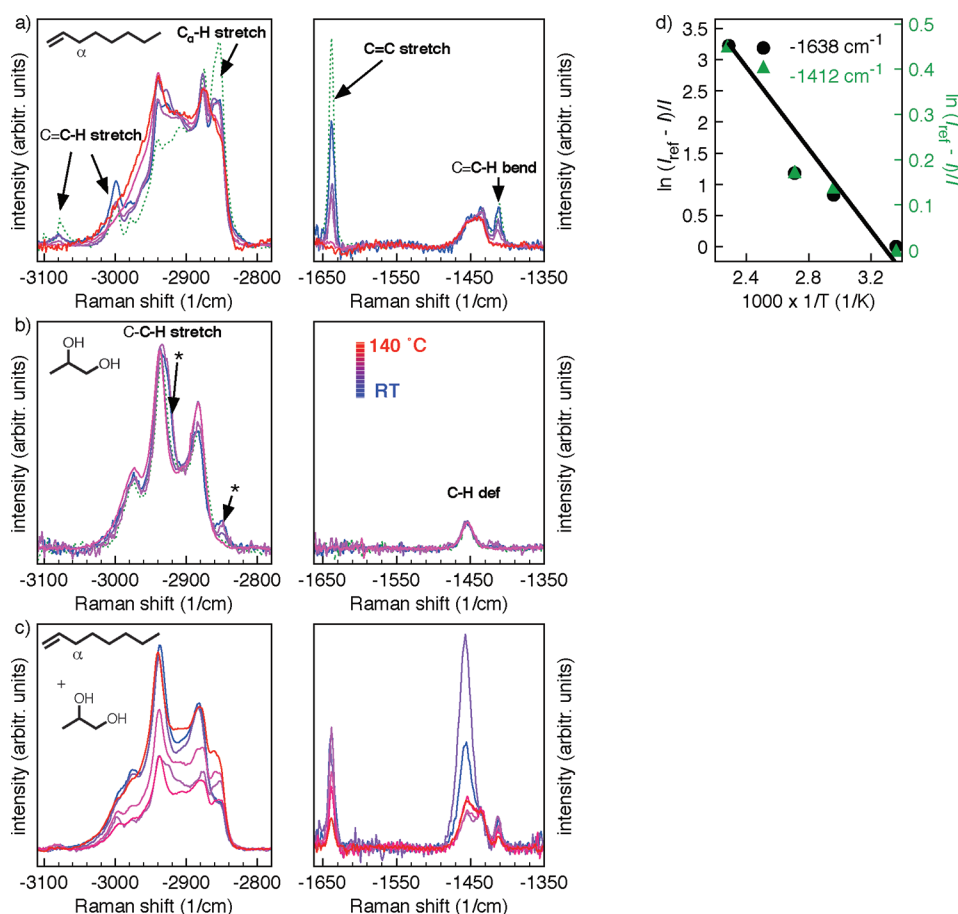 a)
α
Cα-H stretch
C=C-H stretch
C=C stretch
C=C-H bend
intensity (arbitr. units)
intensity (arbitr. units)
-3100 -3000 -2900 -2800
-1650 -1550 -1450 -1350
Raman shift (1/cm)
Raman shift (1/cm)
b)
OH
OH
C-C-H stretch
*
*
140 °C
RT
C-H def
intensity (arbitr. units)
intensity (arbitr. units)
-3100 -3000 -2900 -2800
-1650 -1550 -1450 -1350
Raman shift (1/cm)
Raman shift (1/cm)
c)
α
+
OH
OH
intensity (arbitr. units)
intensity (arbitr. units)
-3100 -3000 -2900 -2800
-1650 -1550 -1450 -1350
Raman shift (1/cm)
Raman shift (1/cm)
d)
3.5
3.0
2.5
2.0
1.5
1.0
0.5
0
ln (Iref - I)/I
-1638 cm-1
-1412 cm-1
0.5
0.4
0.3
0.2
0.1
0
ln (Iref - I)/I
2.4 2.8 3.2
1000 x 1/T (1/K)